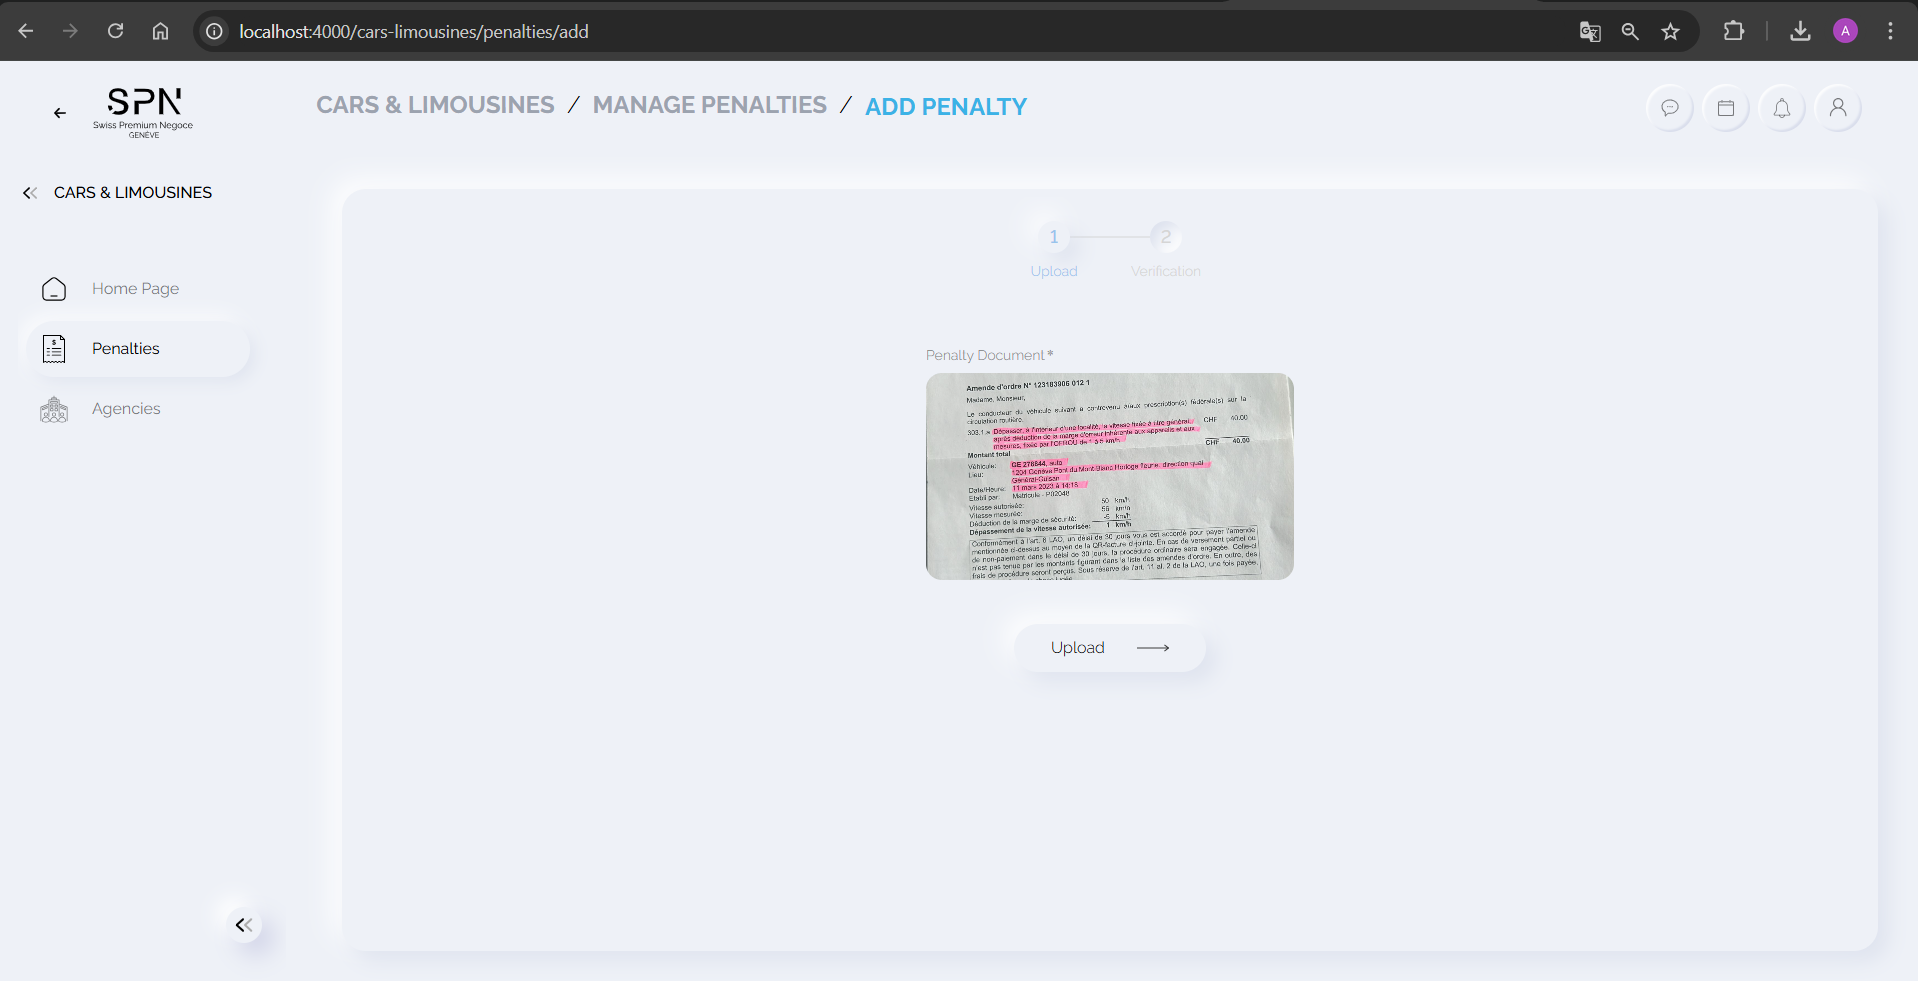 localhost:4000/cars-limousines/penalties/add
A
SPN
Swiss Premium Negoce
GENÈVE
CARS & LIMOUSINES / MANAGE PENALTIES / ADD PENALTY
CARS & LIMOUSINES
Home Page
Penalties
Agencies
1
2
Upload
Verification
Penalty Document*
Amende d'ordre N° 123183906 012 1
Madame, Monsieur,
Le conducteur du véhicule suivant a contrevenu a/aux prescription(s) fédérale(s) sur la
circulation routière.
303.1.a Dépasser, à l'intérieur d'une localité, la vitesse fixée à titre général, CHF 40.00
après déduction de la marge d'erreur inhérente aux appareils et aux
mesures, fixée par l'OFROU de 1 à 5 km/h
Montant total CHF 40.00
Véhicule: GE 276844, auto
Lieu: 1204 Genève Pont du Mont-Blanc Horloge fleurie, direction quai
Général-Guisan
Date/Heure: 11 mars 2023 à 14:18
Etabli par: Matricule - P02048
Vitesse autorisée: 50 km/h
Vitesse mesurée: 56 km/h
Déduction de la marge de sécurité: -5 km/h
Dépassement de la vitesse autorisée: 1 km/h
Conformément à l'art. 6 LAO, un délai de 30 jours vous est accordé pour payer l'amende
mentionnée ci-dessus au moyen de la QR-facture ci-jointe. En cas de versement partiel ou
de non-paiement dans le délai de 30 jours, la procédure ordinaire sera engagée. Celle-ci
n'est pas tenue par les montants figurant dans la liste des amendes d'ordre. En outre, des
frais de procédure seront perçus. Sous réserve de l'art. 11 al. 2 de la LAO, une fois payée,
Upload